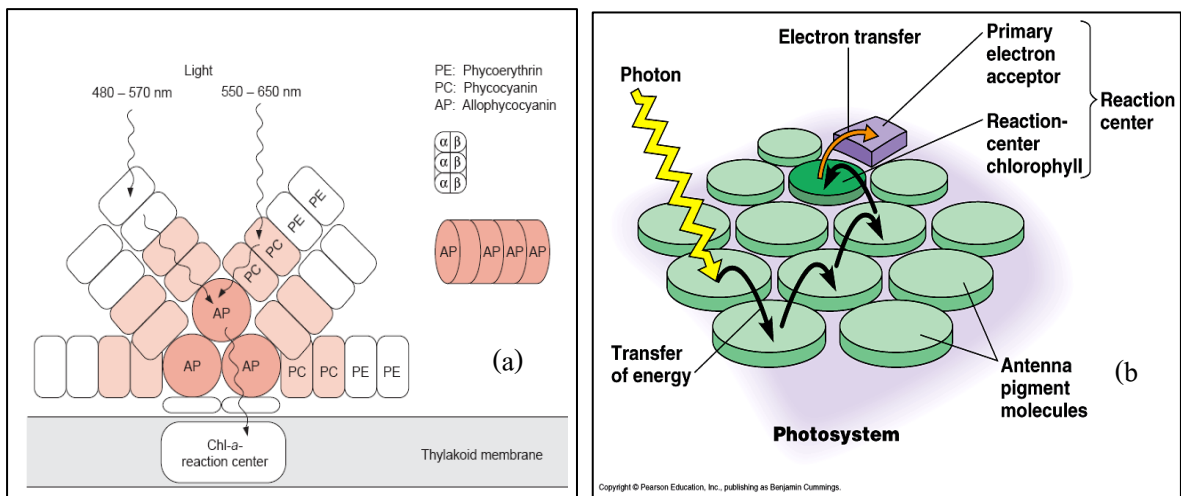 Light
480 – 570 nm
550 – 650 nm
PE: Phycoerythrin
PC: Phycocyanin
AP: Allophycocyanin
α β
α β
α β
PE
PE
PC
PC
AP
AP
AP
AP AP AP AP
PC
PC
PE
PE
(a)
Chl-a-
reaction center
Thylakoid membrane
Photon
Electron transfer
Primary
electron
acceptor
Reaction-
center
chlorophyll
Reaction
center
Transfer
of energy
Antenna
pigment
molecules
(b
Photosystem
Copyright © Pearson Education, Inc., publishing as Benjamin Cummings.